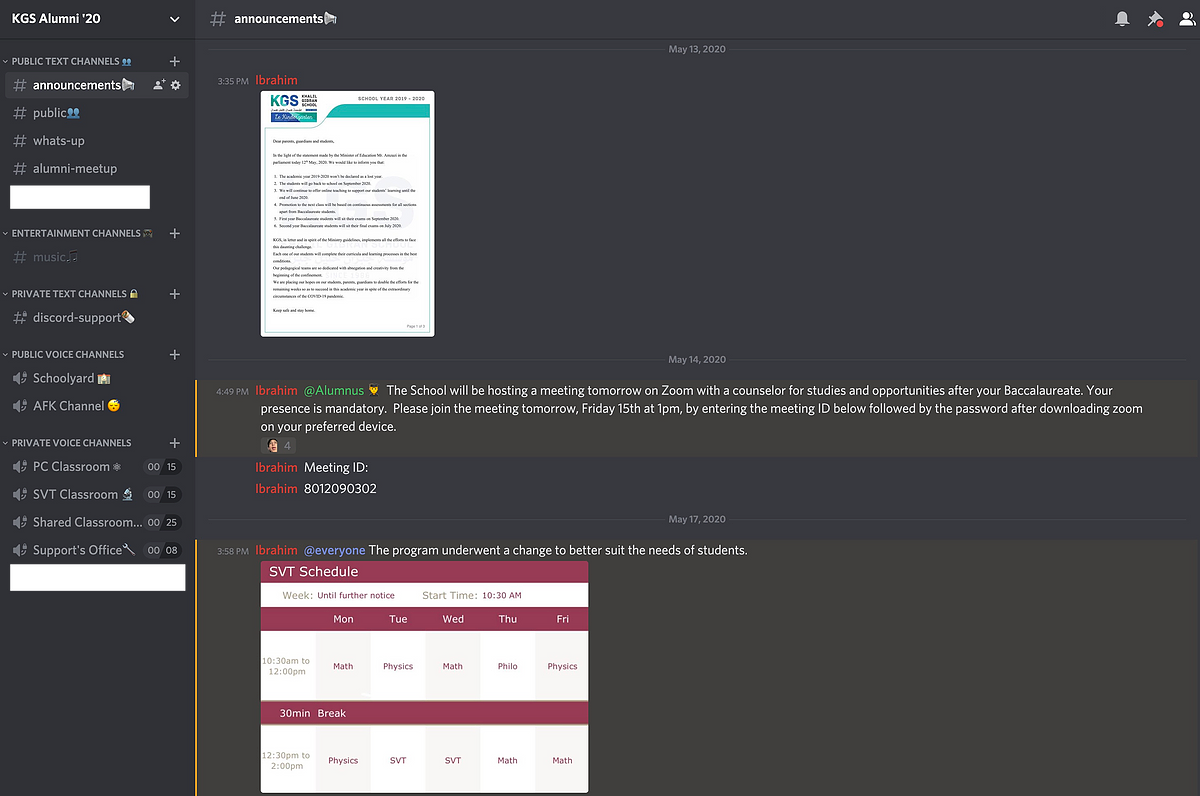 KGS Alumni '20
PUBLIC TEXT CHANNELS
announcements
public
whats-up
alumni-meetup
ENTERTAINMENT CHANNELS
music
PRIVATE TEXT CHANNELS
discord-support
PUBLIC VOICE CHANNELS
Schoolyard
AFK Channel
PRIVATE VOICE CHANNELS
PC Classroom 00 15
SVT Classroom 00 15
Shared Classroom... 00 25
Support's Office 00 08
announcements
May 13, 2020
3:35 PM Ibrahim
KGS KHALIL GIBRAN SCHOOL
SCHOOL YEAR 2019 - 2020
Dear parents, guardians and students,
In the light of the statement made by the Minister of Education Mr. Amzazi in the
parliament today 12th May, 2020. We would like to inform you that:
1. The academic year 2019-2020 won't be declared as a lost year.
2. The students will go back to school on September 2020.
3. We will continue to offer online teaching to support our students' learning until the
end of June 2020.
4. Promotion to the next class will be based on continuous assessments for all sections
apart from Baccalaureate students.
5. First year Baccalaureate students will sit their exams on September 2020.
6. Second year Baccalaureate students will sit their final exams on July 2020.
KGS, in letter and in spirit of the Ministry guidelines, implements all the efforts to face
this daunting challenge.
Each one of our students will complete their curricula and learning processes in the best
conditions.
Our pedagogical teams are so dedicated with abnegation and creativity from the
beginning of the confinement.
We are placing our hopes on our students, parents, guardians to double the efforts for the
remaining weeks so as to succeed in this academic year in spite of the extraordinary
circumstances of the COVID-19 pandemic.
Keep safe and stay home.
Page 1 of 3
May 14, 2020
4:49 PM Ibrahim @Alumnus The School will be hosting a meeting tomorrow on Zoom with a counselor for studies and opportunities after your Baccalaureate. Your
presence is mandatory. Please join the meeting tomorrow, Friday 15th at 1pm, by entering the meeting ID below followed by the password after downloading zoom
on your preferred device.
4
Ibrahim Meeting ID:
Ibrahim 8012090302
May 17, 2020
3:58 PM Ibrahim @everyone The program underwent a change to better suit the needs of students.
SVT Schedule
Week: Until further notice Start Time: 10:30 AM
Mon Tue Wed Thu Fri
10:30am to
12:00pm
Math Physics Math Philo Physics
30min Break
12:30pm to
2:00pm
Physics SVT SVT Math Math